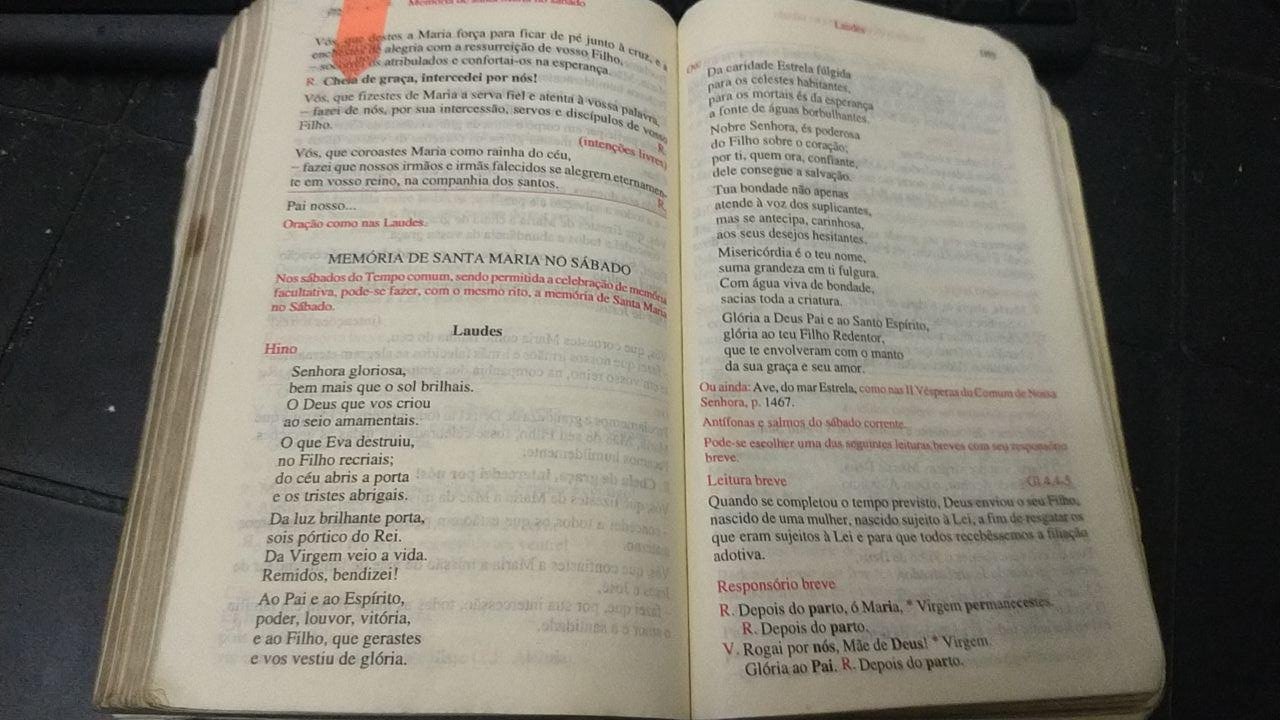 Memória de santa Maria no sábado
Vós, que destes a Maria força para ficar de pé junto à cruz, e a
enchestes de alegria com a ressurreição de vosso Filho,
– socorrei os atribulados e confortai-os na esperança.
R. Cheia de graça, intercedei por nós!
Vós, que fizestes de Maria a serva fiel e atenta à vossa palavra,
– fazei de nós, por sua intercessão, servos e discípulos de vosso
Filho. R.
(intenções livres)
Vós, que coroastes Maria como rainha do céu,
– fazei que nossos irmãos e irmãs falecidos se alegrem eternamen-
te em vosso reino, na companhia dos santos. R.
Pai nosso...
Oração como nas Laudes.
MEMÓRIA DE SANTA MARIA NO SÁBADO
Nos sábados do Tempo comum, sendo permitida a celebração de memória
facultativa, pode-se fazer, com o mesmo rito, a memória de Santa Maria
no Sábado.
Laudes
Hino
Senhora gloriosa,
bem mais que o sol brilhais.
O Deus que vos criou
ao seio amamentais.
O que Eva destruiu,
no Filho recriais;
do céu abris a porta
e os tristes abrigais.
Da luz brilhante porta,
sois pórtico do Rei.
Da Virgem veio a vida.
Remidos, bendizei!
Ao Pai e ao Espírito,
poder, louvor, vitória,
e ao Filho, que gerastes
e vos vestiu de glória.
Laudes
Ou:
Da caridade Estrela fúlgida
para os celestes habitantes,
para os mortais és da esperança
a fonte de águas borbulhantes.
Nobre Senhora, és poderosa
do Filho sobre o coração;
por ti, quem ora, confiante,
dele consegue a salvação.
Tua bondade não apenas
atende à voz dos suplicantes,
mas se antecipa, carinhosa,
aos seus desejos hesitantes.
Misericórdia é o teu nome,
suma grandeza em ti fulgura.
Com água viva de bondade,
sacias toda a criatura.
Glória a Deus Pai e ao Santo Espírito,
glória ao teu Filho Redentor,
que te envolveram com o manto
da sua graça e seu amor.
Ou ainda: Ave, do mar Estrela, como nas II Vésperas du Comum de Nossa
Senhora, p. 1467.
Antífonas e salmos do sábado corrente.
Pode-se escolher uma das seguintes leituras breves com seu responsório
breve.
Leitura breve Gl 4,4-5
Quando se completou o tempo previsto, Deus enviou o seu Filho,
nascido de uma mulher, nascido sujeito à Lei, a fim de resgatar os
que eram sujeitos à Lei e para que todos recebêssemos a filiação
adotiva.
Responsório breve
R. Depois do parto, ó Maria, * Virgem permanecestes.
R. Depois do parto.
V. Rogai por nós, Mãe de Deus! * Virgem
Glória ao Pai. R. Depois do parto.